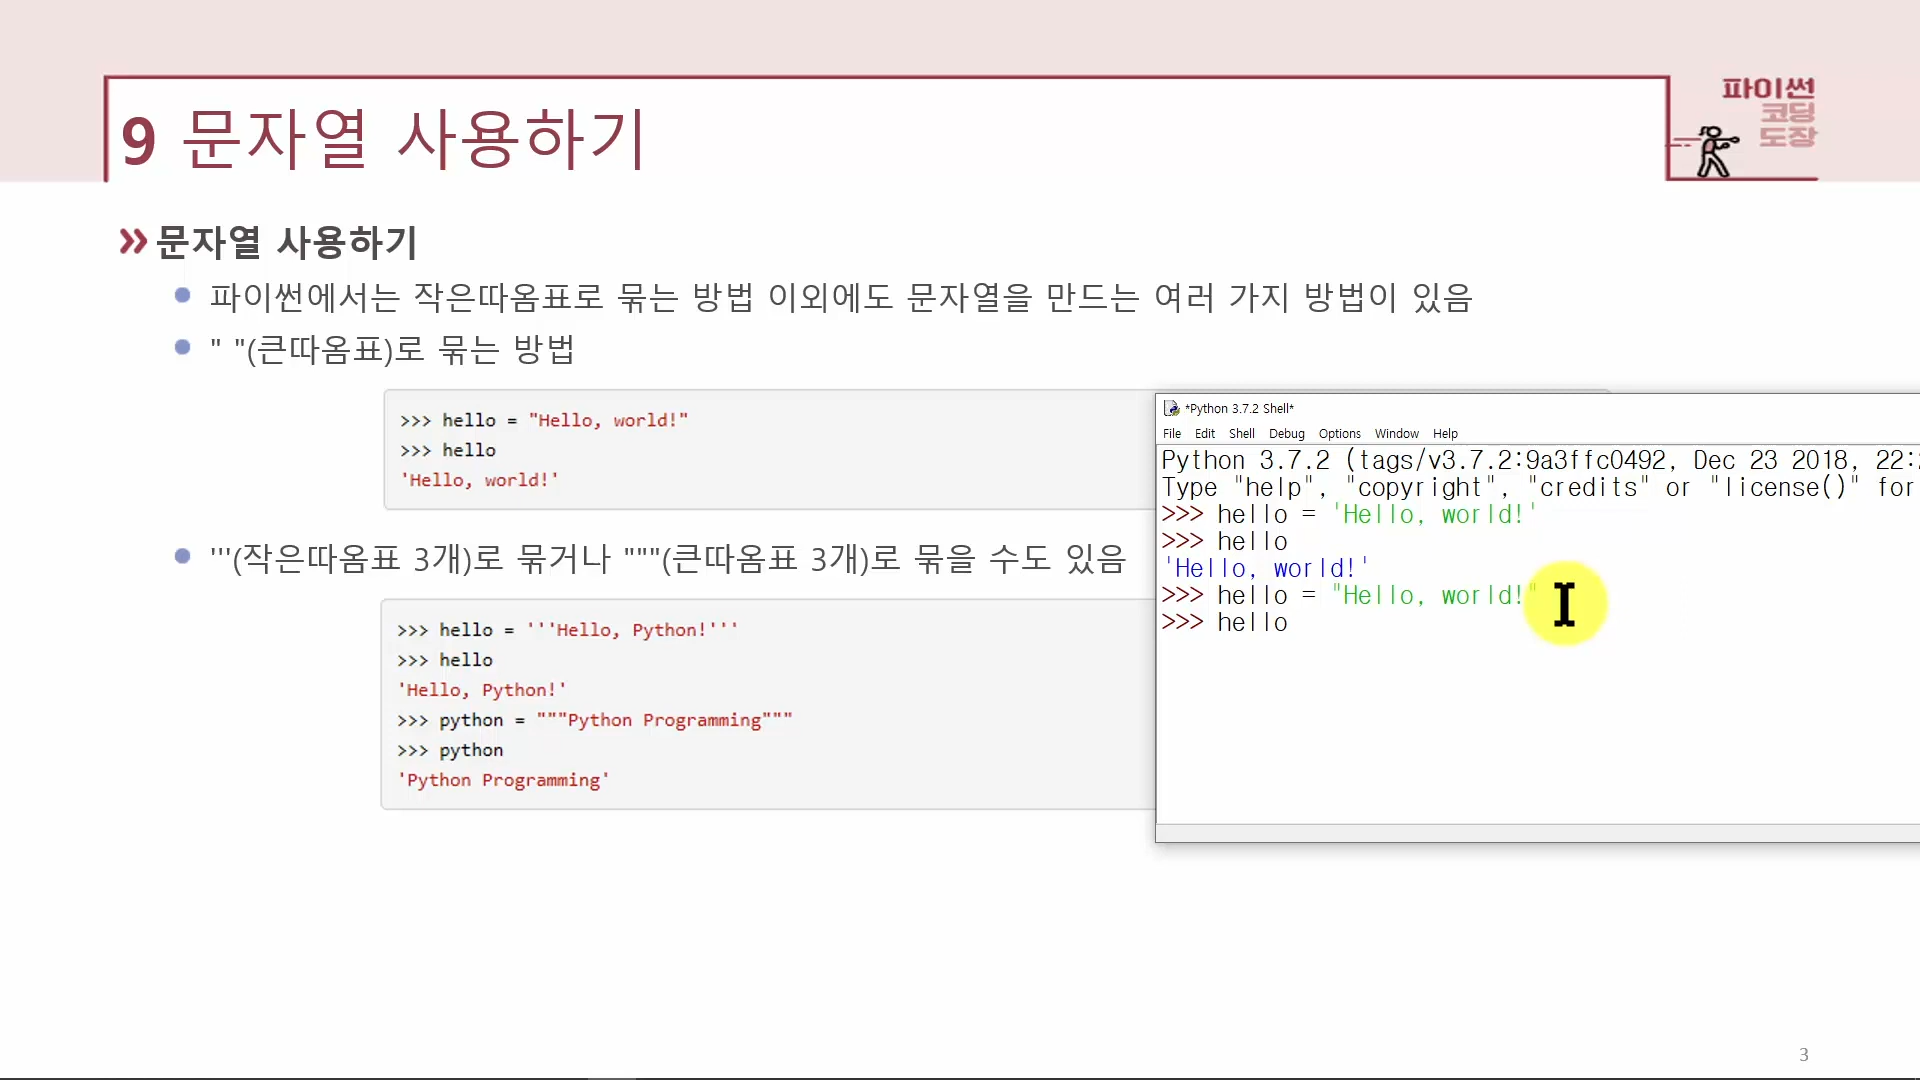 파이썬
코딩
도장
9 문자열 사용하기
문자열 사용하기
파이썬에서는 작은따옴표로 묶는 방법 이외에도 문자열을 만드는 여러 가지 방법이 있음
" "(큰따옴표)로 묶는 방법
>>> hello = "Hello, world!"
>>> hello
'Hello, world!'
'''(작은따옴표 3개)로 묶거나 """(큰따옴표 3개)로 묶을 수도 있음
>>> hello = '''Hello, Python!'''
>>> hello
'Hello, Python!'
>>> python = """Python Programming"""
>>> python
'Python Programming'
*Python 3.7.2 Shell*
File Edit Shell Debug Options Window Help
Python 3.7.2 (tags/v3.7.2:9a3ffc0492, Dec 23 2018, 22:
Type "help", "copyright", "credits" or "license()" for
>>> hello = 'Hello, world!'
>>> hello
'Hello, world!'
>>> hello = "Hello, world!"
>>> hello
3